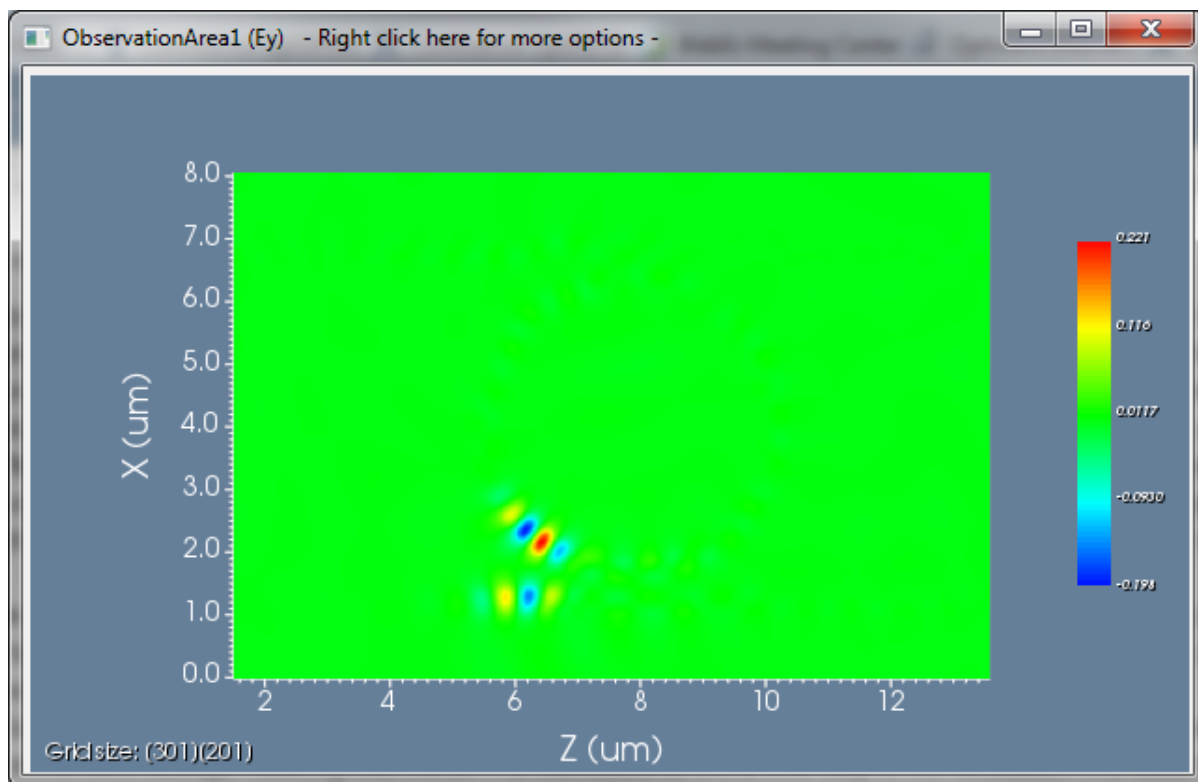 ObservationArea1 (Ey) - Right click here for more options -
8.0
7.0
6.0
5.0
4.0
3.0
2.0
1.0
0.0
X (um)
2 4 6 8 10 12
Z (um)
0.221
0.116
0.0117
-0.0930
-0.198
Grid size: (301)(201)